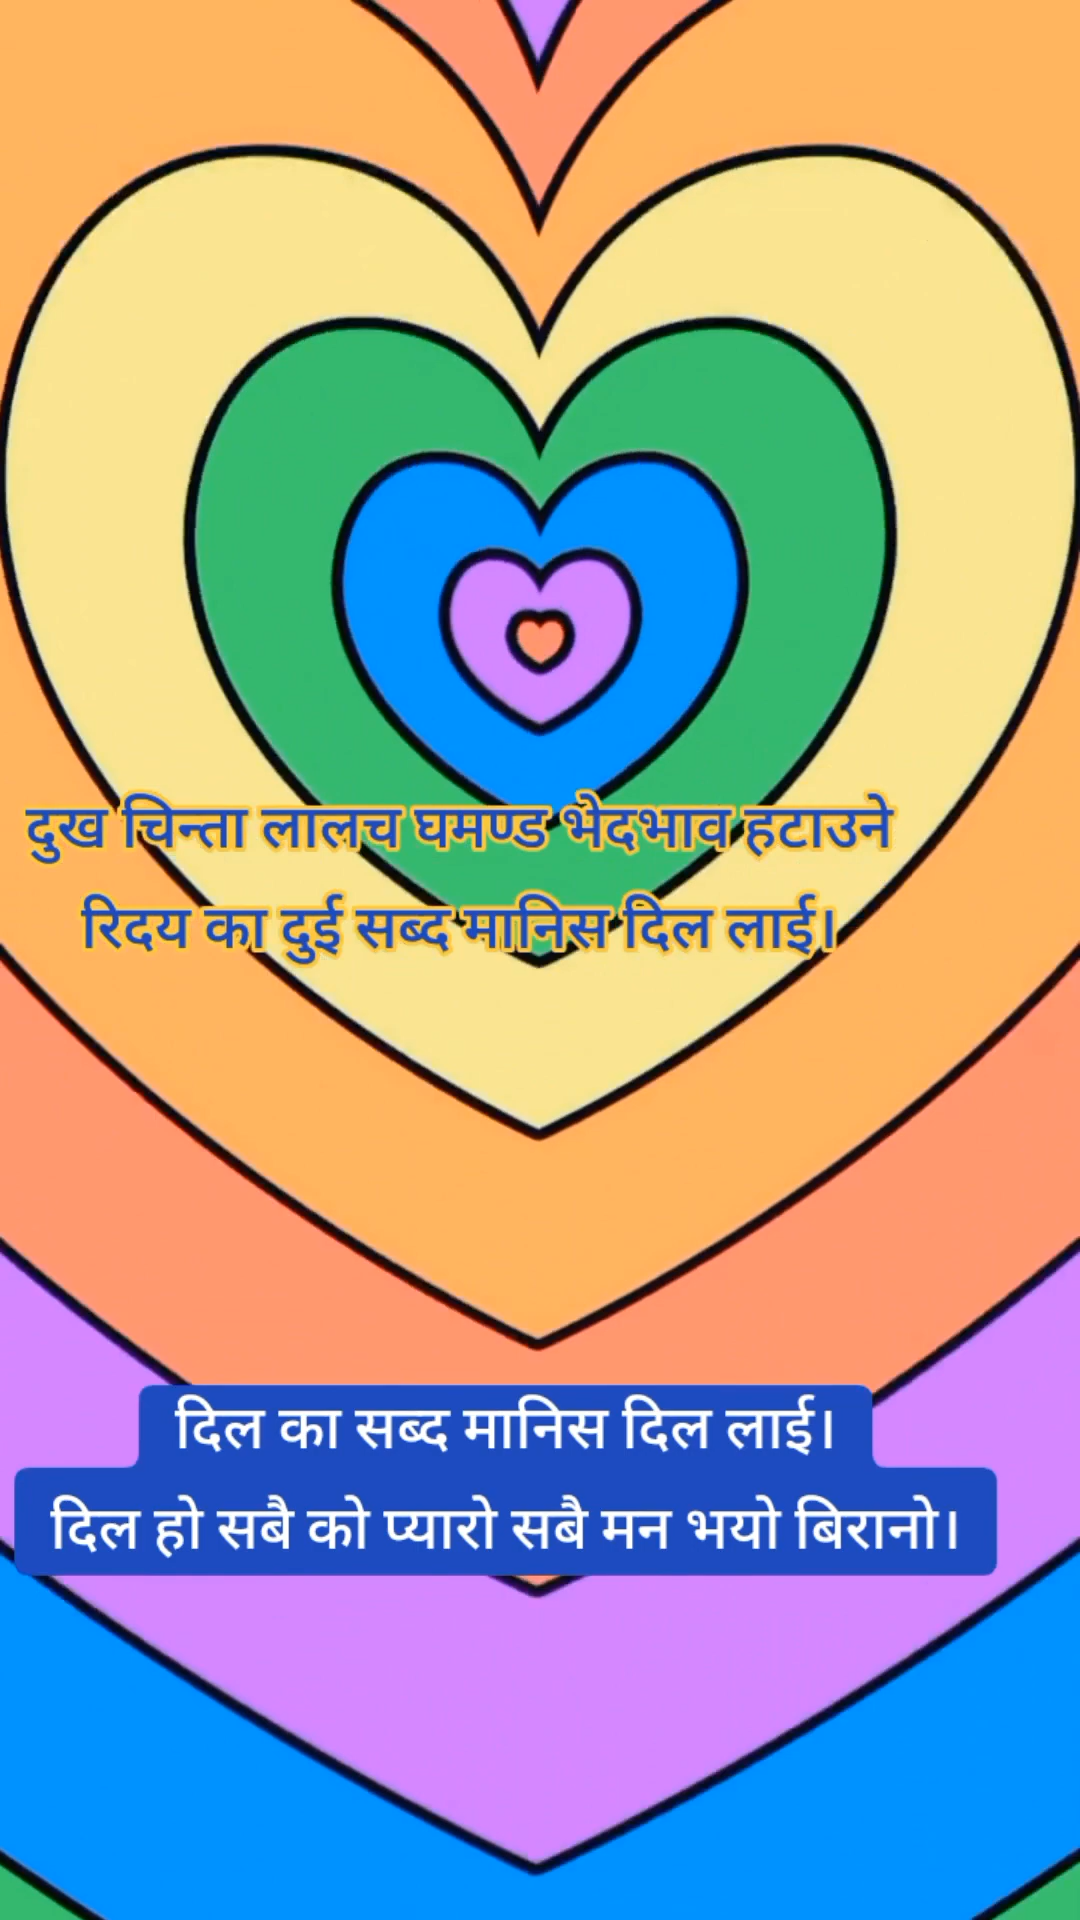 दुख चिन्ता लालच घमण्ड भेदभाव हटाउने
रिदय का दुई सब्द मानिस दिल लाई।
दिल का सब्द मानिस दिल लाई।
दिल हो सबै को प्यारो सबै मन भयो बिरानो।